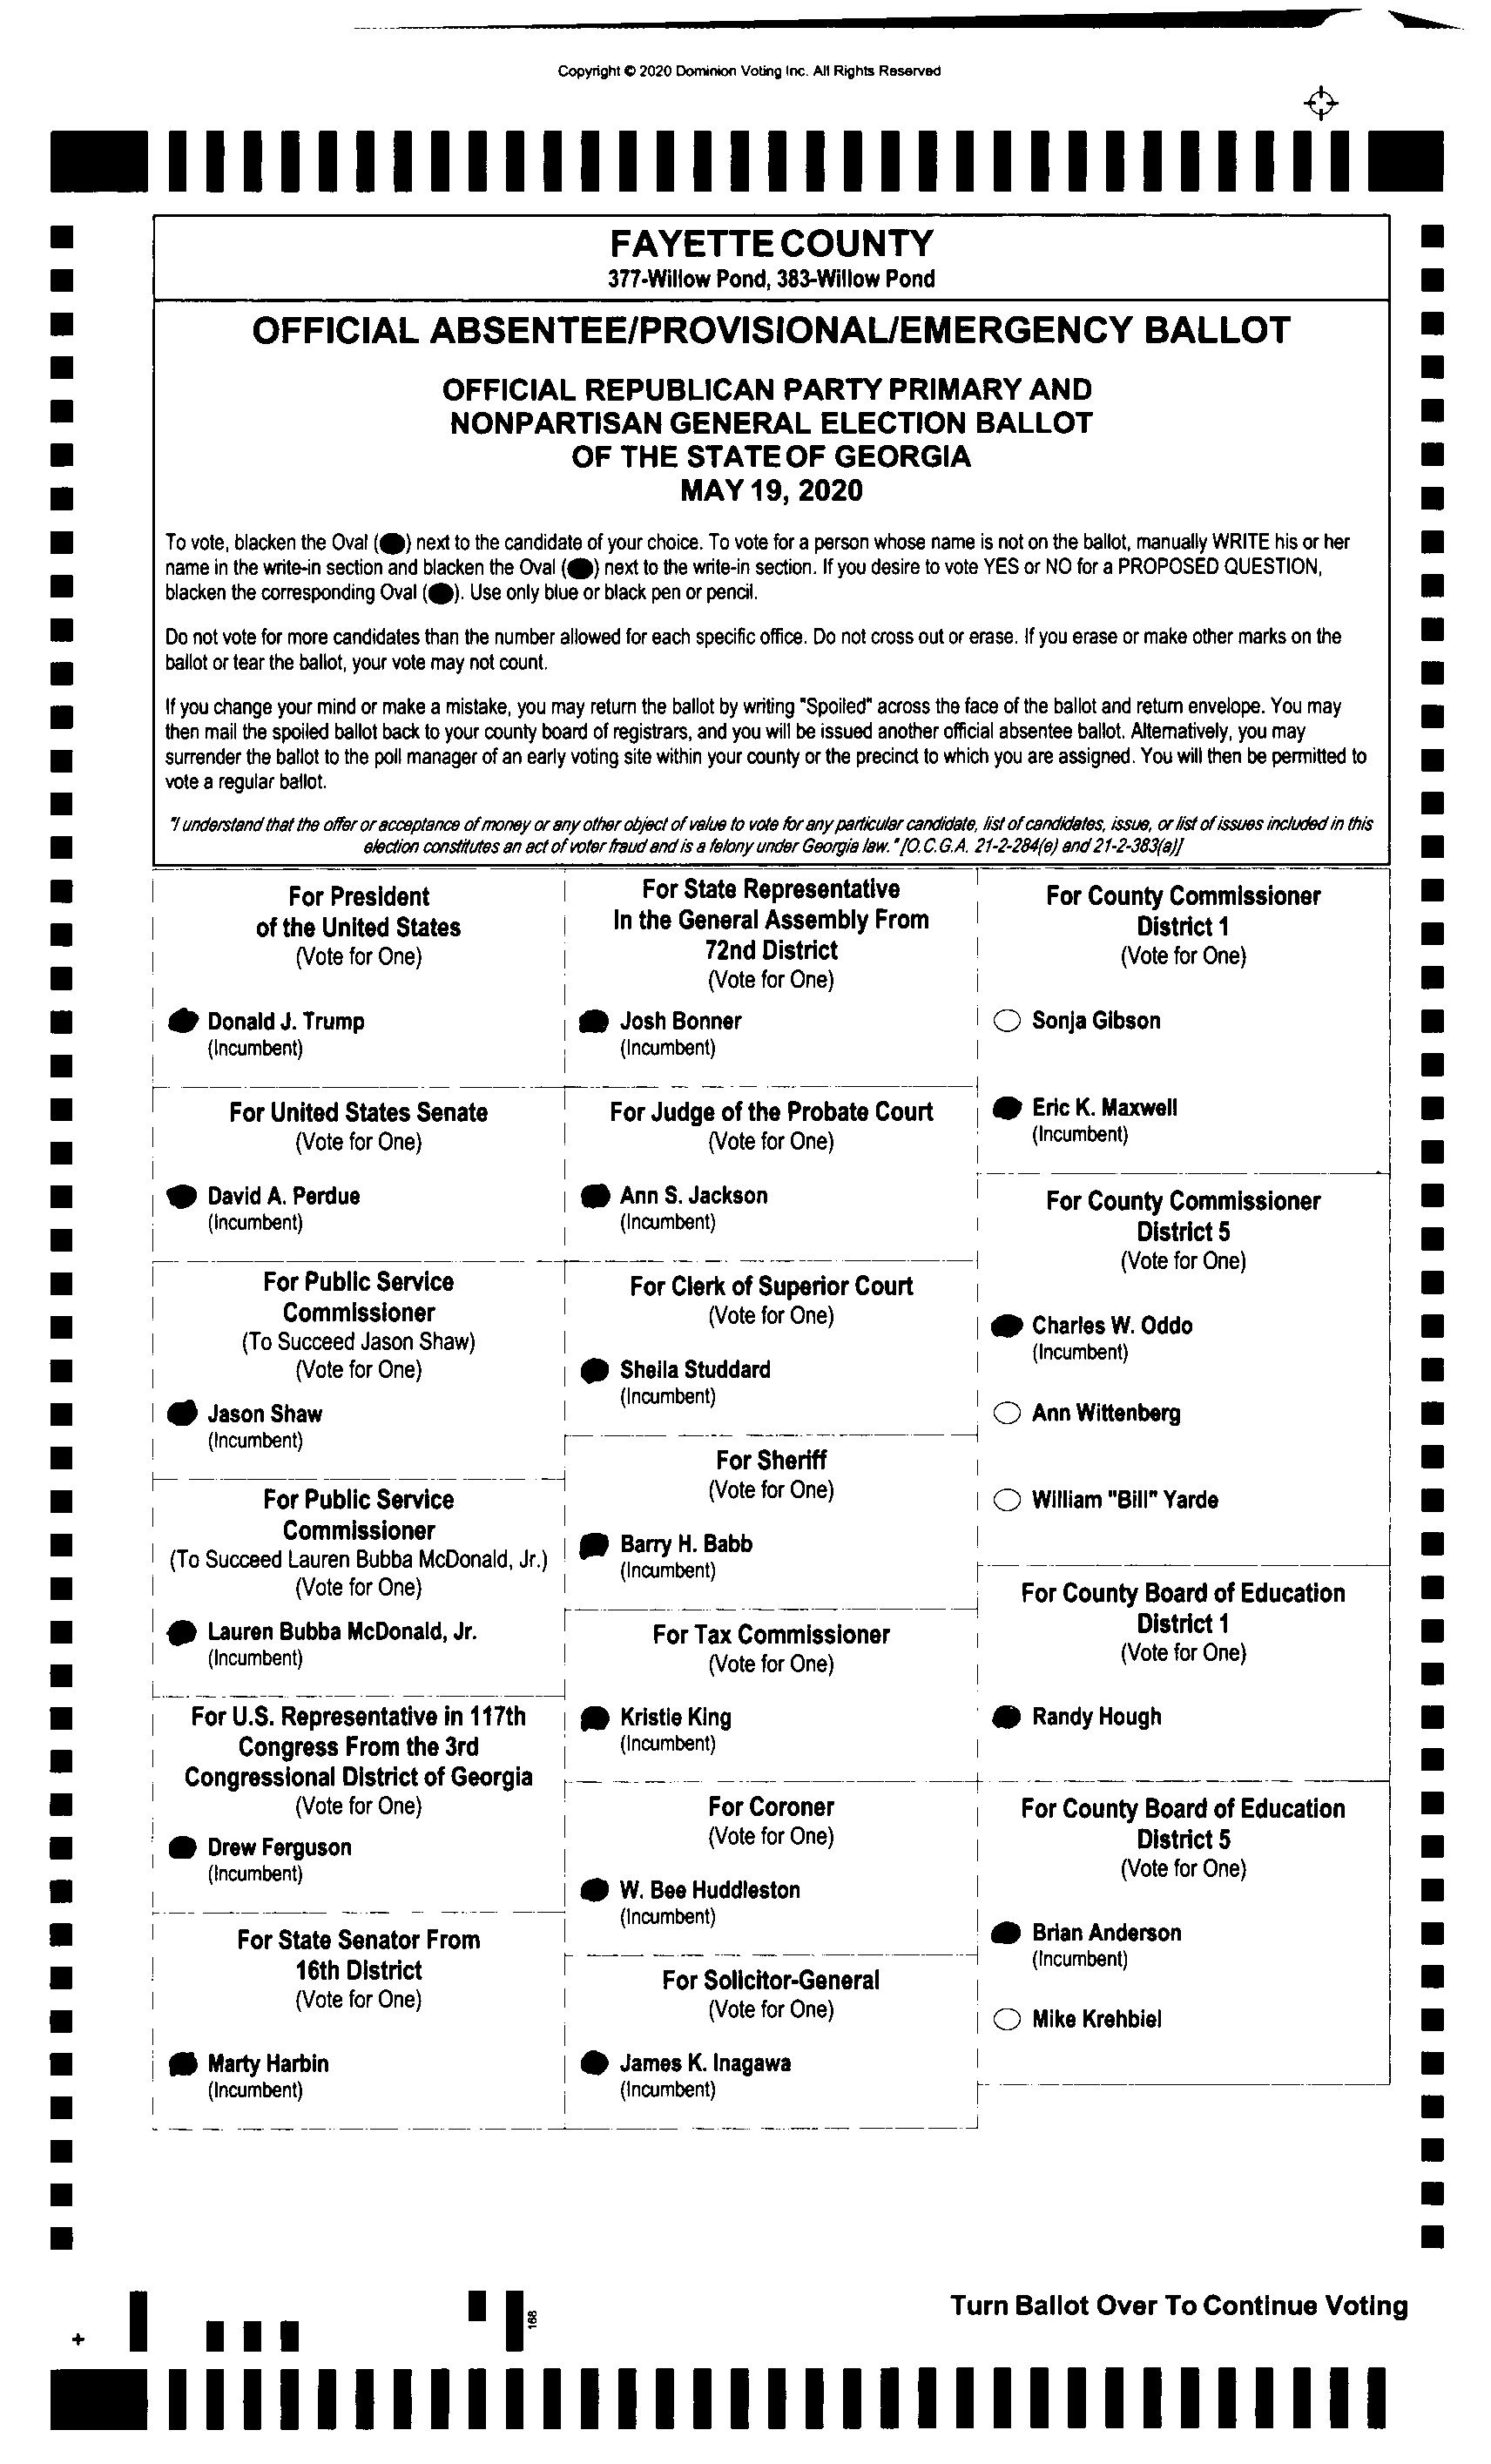 Copyright © 2020 Dominion Voting Inc. All Rights Reserved
FAYETTE COUNTY
377-Willow Pond, 383-Willow Pond
OFFICIAL ABSENTEE/PROVISIONAL/EMERGENCY BALLOT
OFFICIAL REPUBLICAN PARTY PRIMARY AND
NONPARTISAN GENERAL ELECTION BALLOT
OF THE STATE OF GEORGIA
MAY 19, 2020
To vote, blacken the Oval (●) next to the candidate of your choice. To vote for a person whose name is not on the ballot, manually WRITE his or her
name in the write-in section and blacken the Oval (●) next to the write-in section. If you desire to vote YES or NO for a PROPOSED QUESTION,
blacken the corresponding Oval (●). Use only blue or black pen or pencil.
Do not vote for more candidates than the number allowed for each specific office. Do not cross out or erase. If you erase or make other marks on the
ballot or tear the ballot, your vote may not count.
If you change your mind or make a mistake, you may return the ballot by writing "Spoiled" across the face of the ballot and return envelope. You may
then mail the spoiled ballot back to your county board of registrars, and you will be issued another official absentee ballot. Alternatively, you may
surrender the ballot to the poll manager of an early voting site within your county or the precinct to which you are assigned. You will then be permitted to
vote a regular ballot.
"I understand that the offer or acceptance of money or any other object of value to vote for any particular candidate, list of candidates, issue, or list of issues included in this
election constitutes an act of voter fraud and is a felony under Georgia law." [O.C.G.A. 21-2-284(e) and 21-2-383(a)]
For President
of the United States
(Vote for One)
Donald J. Trump
(Incumbent)
For United States Senate
(Vote for One)
David A. Perdue
(Incumbent)
For Public Service
Commissioner
(To Succeed Jason Shaw)
(Vote for One)
Jason Shaw
(Incumbent)
For Public Service
Commissioner
(To Succeed Lauren Bubba McDonald, Jr.)
(Vote for One)
Lauren Bubba McDonald, Jr.
(Incumbent)
For U.S. Representative in 117th
Congress From the 3rd
Congressional District of Georgia
(Vote for One)
Drew Ferguson
(Incumbent)
For State Senator From
16th District
(Vote for One)
Marty Harbin
(Incumbent)
For State Representative
In the General Assembly From
72nd District
(Vote for One)
Josh Bonner
(Incumbent)
For Judge of the Probate Court
(Vote for One)
Ann S. Jackson
(Incumbent)
For Clerk of Superior Court
(Vote for One)
Sheila Studdard
(Incumbent)
For Sheriff
(Vote for One)
Barry H. Babb
(Incumbent)
For Tax Commissioner
(Vote for One)
Kristie King
(Incumbent)
For Coroner
(Vote for One)
W. Bee Huddleston
(Incumbent)
For Solicitor-General
(Vote for One)
James K. Inagawa
(Incumbent)
For County Commissioner
District 1
(Vote for One)
Sonja Gibson
Eric K. Maxwell
(Incumbent)
For County Commissioner
District 5
(Vote for One)
Charles W. Oddo
(Incumbent)
Ann Wittenberg
William "Bill" Yarde
For County Board of Education
District 1
(Vote for One)
Randy Hough
For County Board of Education
District 5
(Vote for One)
Brian Anderson
(Incumbent)
Mike Krehbiel
Turn Ballot Over To Continue Voting
168